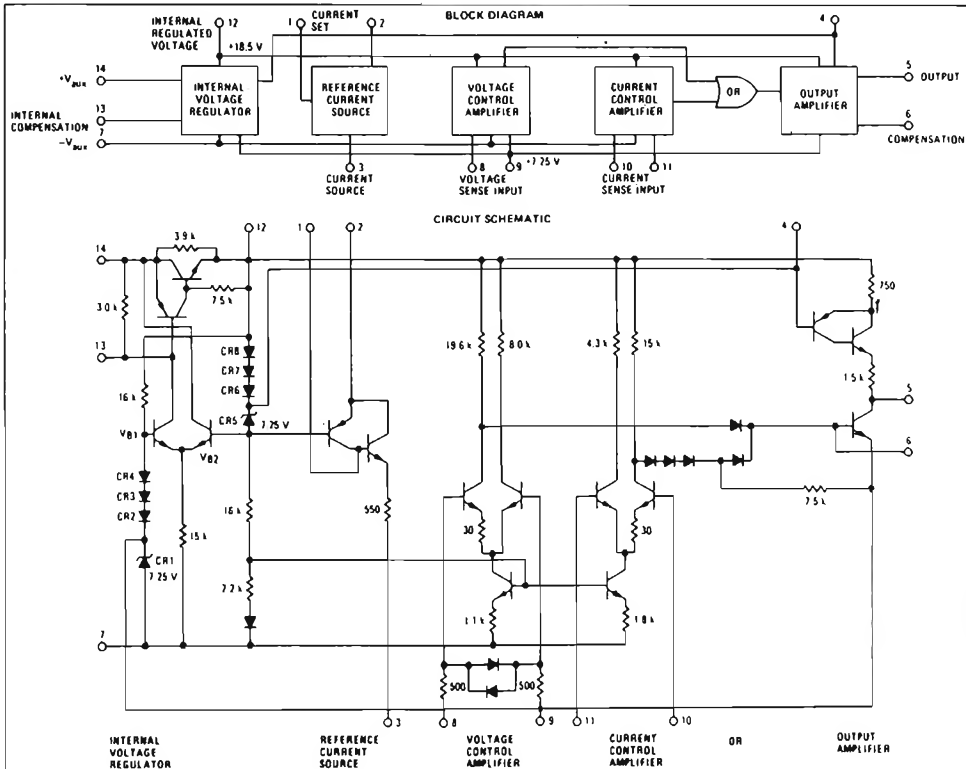 BLOCK DIAGRAM
INTERNAL
REGULATED
VOLTAGE
12
1
CURRENT
SET
2
4
+18.5 V
14
+VAUX
13
INTERNAL
COMPENSATION
7
-VAUX
INTERNAL
VOLTAGE
REGULATOR
REFERENCE
CURRENT
SOURCE
VOLTAGE
CONTROL
AMPLIFIER
CURRENT
CONTROL
AMPLIFIER
OR
OUTPUT
AMPLIFIER
5
OUTPUT
6
COMPENSATION
3
CURRENT
SOURCE
8
9
+7.25 V
VOLTAGE
SENSE INPUT
10
11
CURRENT
SENSE INPUT
CIRCUIT SCHEMATIC
12
1
2
4
14
3.9 k
30 k
7.5 k
13
16 k
CR8
CR7
CR6
CR5
7.25 V
VB1
VB2
CR4
CR3
CR2
CR1
7.25 V
15 k
16 k
2.2 k
550
19.6 k
8.0 k
4.3 k
15 k
750
1.5 k
5
6
30
30
7.5 k
1.8 k
7
500
500
3
8
9
11
10
INTERNAL
VOLTAGE
REGULATOR
REFERENCE
CURRENT
SOURCE
VOLTAGE
CONTROL
AMPLIFIER
CURRENT
CONTROL
AMPLIFIER
OR
OUTPUT
AMPLIFIER